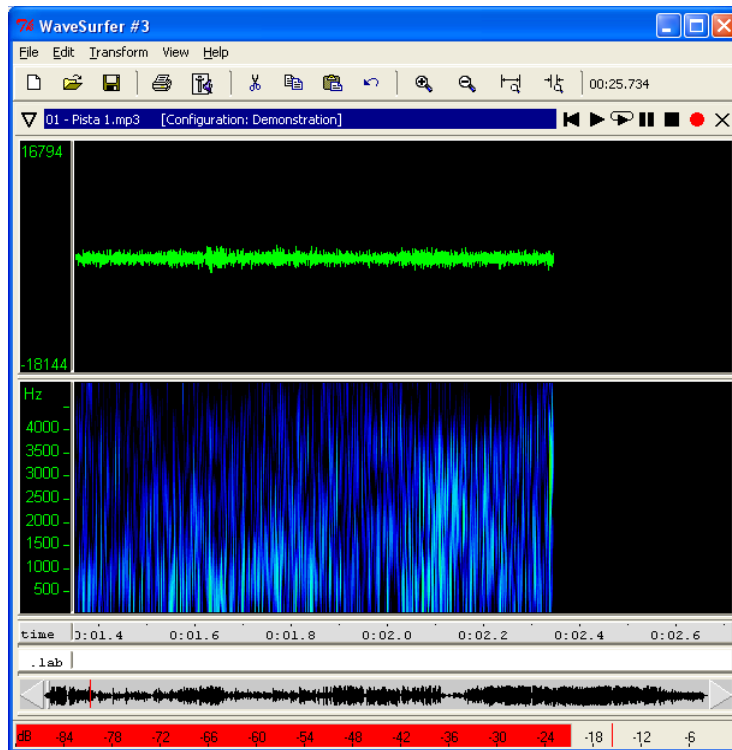 WaveSurfer #3
File Edit Transform View Help
00:25.734
01 - Pista 1.mp3 [Configuration: Demonstration]
16794
-18144
Hz
4000
3500
3000
2500
2000
1500
1000
500
time 0:01.4 0:01.6 0:01.8 0:02.0 0:02.2 0:02.4 0:02.6
.lab
dB -84 -78 -72 -66 -60 -54 -48 -42 -36 -30 -24 -18 -12 -6